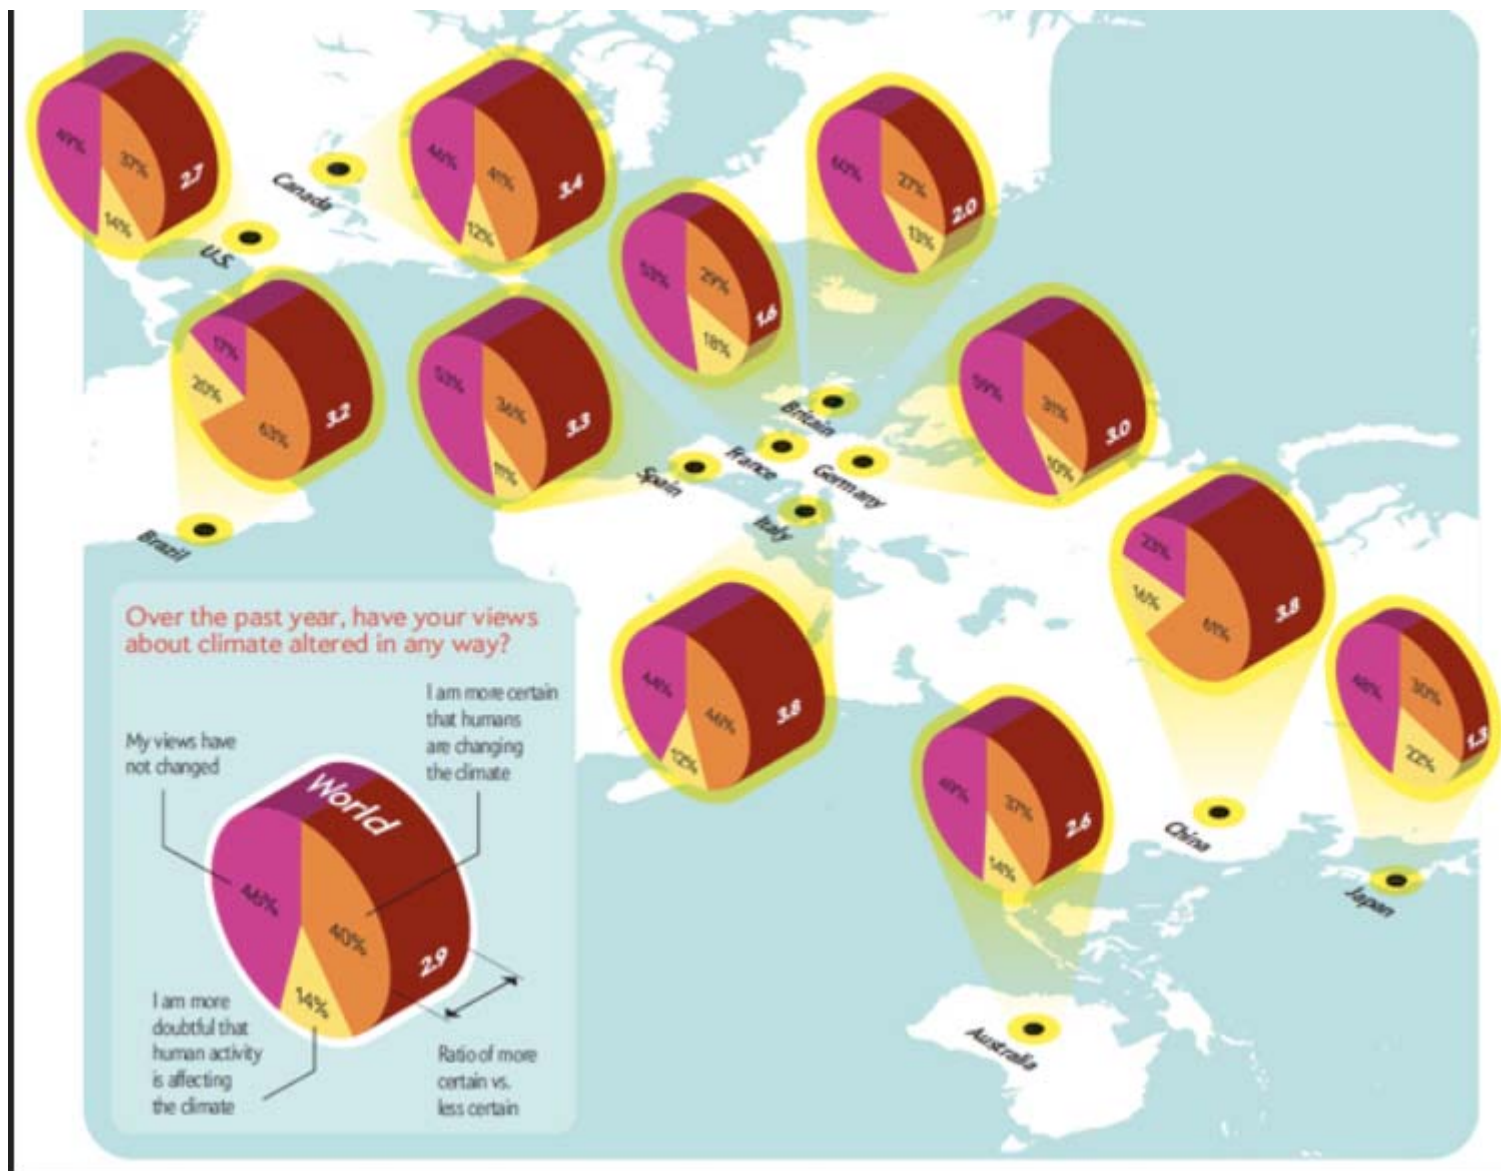 49%
37%
14%
2.7
U.S.
Canada
46%
41%
12%
3.4
60%
27%
13%
2.0
53%
29%
18%
1.6
17%
20%
63%
3.2
Brazil
53%
36%
11%
3.3
Spain
France
Britain
Germany
Italy
59%
31%
10%
3.0
23%
16%
61%
3.8
China
48%
30%
22%
1.3
Japan
44%
46%
12%
3.8
49%
37%
14%
2.6
Australia
Over the past year, have your views
about climate altered in any way?
My views have
not changed
I am more certain
that humans
are changing
the climate
World
46%
40%
14%
2.9
I am more
doubtful that
human activity
is affecting
the climate
Ratio of more
certain vs.
less certain